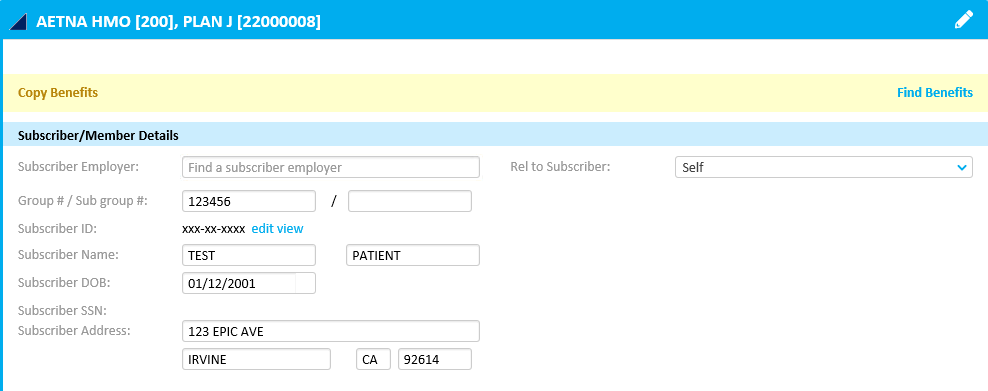 AETNA HMO [200], PLAN J [22000008]
Copy Benefits Find Benefits
Subscriber/Member Details
Subscriber Employer: Find a subscriber employer Rel to Subscriber: Self
Group # / Sub group #: 123456 /
Subscriber ID: xxx-xx-xxxx edit view
Subscriber Name: TEST PATIENT
Subscriber DOB: 01/12/2001
Subscriber SSN:
Subscriber Address: 123 EPIC AVE
IRVINE CA 92614